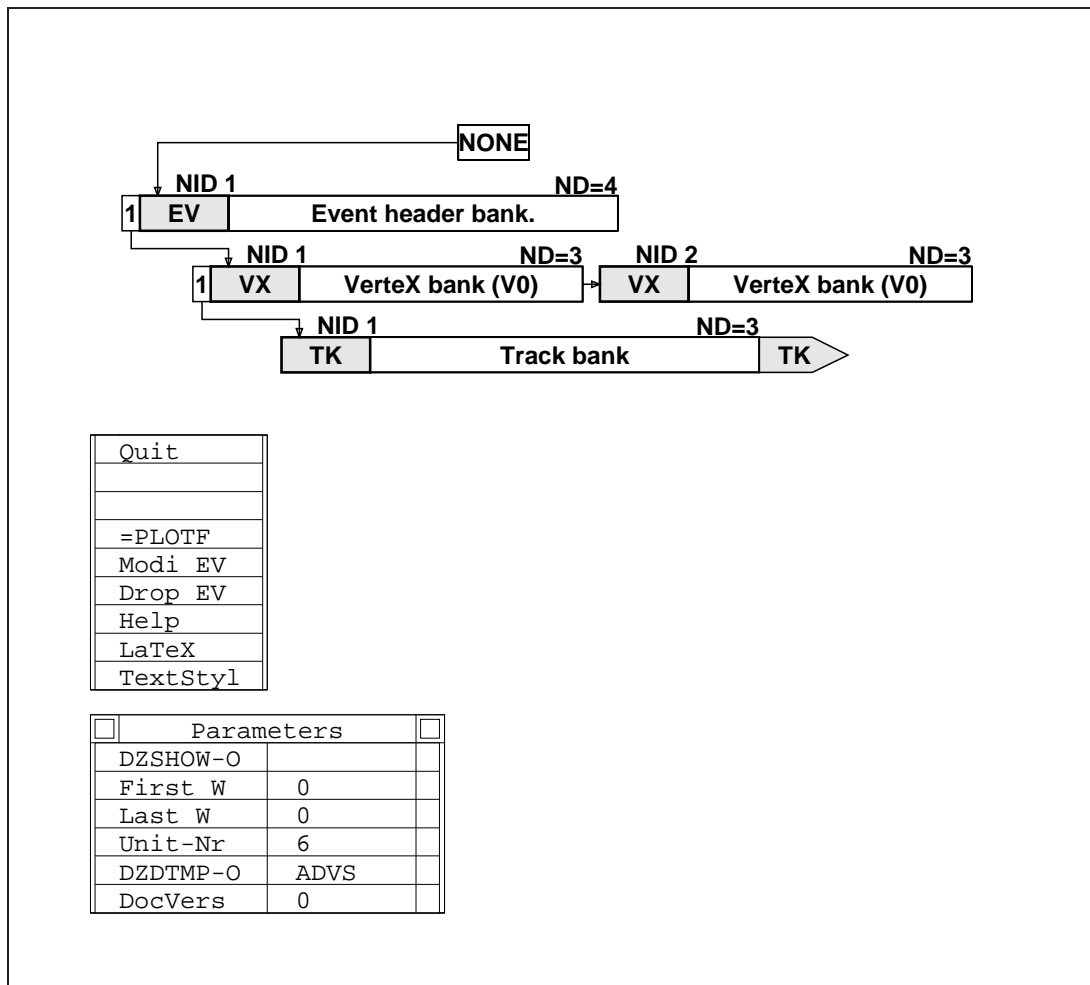 NONE
NID 1 ND=4
1 EV Event header bank.
NID 1 ND=3 NID 2 ND=3
1 VX VerteX bank (V0) VX VerteX bank (V0)
NID 1 ND=3
TK Track bank TK
Quit
=PLOTF
Modi EV
Drop EV
Help
LaTeX
TextStyl
Parameters
DZSHOW-O
First W 0
Last W 0
Unit-Nr 6
DZDTMP-O ADVS
DocVers 0